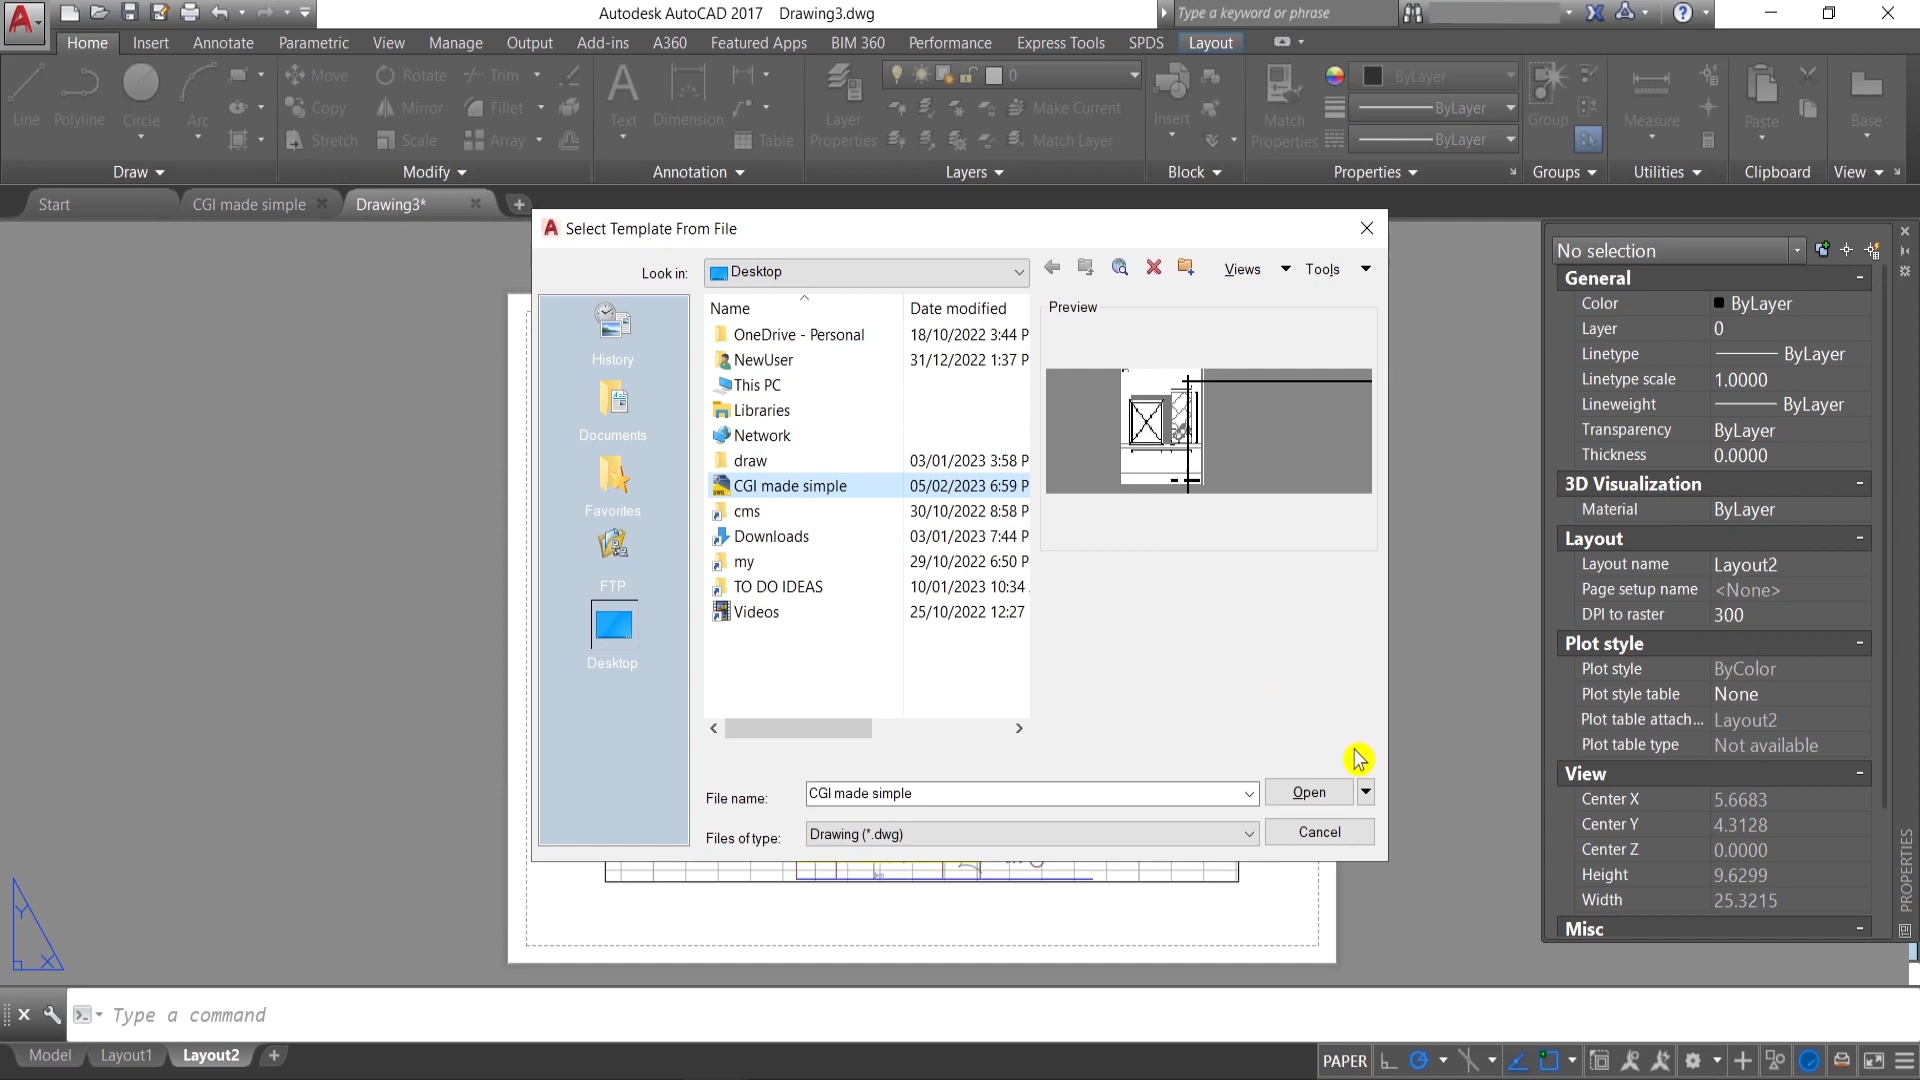 Autodesk AutoCAD 2017 Drawing3.dwg
Type a keyword or phrase
Home Insert Annotate Parametric View Manage Output Add-ins A360 Featured Apps BIM 360 Performance Express Tools SPDS Layout
Line Polyline Circle Arc
Move Rotate Trim
Copy Mirror Fillet
Stretch Scale Array
Text Dimension
Table
Layer Properties
0
Make Current
Match Layer
Insert
Match Properties
ByLayer
ByLayer
ByLayer
Group
Measure
Paste
Base
Draw Modify Annotation Layers Block Properties Groups Utilities Clipboard View
Start CGI made simple Drawing3*
Select Template From File
Look in: Desktop Views Tools
History
Documents
Favorites
FTP
Desktop
Name Date modified
OneDrive - Personal 18/10/2022 3:44 P
NewUser 31/12/2022 1:37 P
This PC
Libraries
Network
draw 03/01/2023 3:58 P
CGI made simple 05/02/2023 6:59 P
cms 30/10/2022 8:58 P
Downloads 03/01/2023 7:44 P
my 29/10/2022 6:50 P
TO DO IDEAS 10/01/2023 10:34
Videos 25/10/2022 12:27
Preview
File name: CGI made simple Open
Files of type: Drawing (*.dwg) Cancel
No selection
General
Color ByLayer
Layer 0
Linetype ByLayer
Linetype scale 1.0000
Lineweight ByLayer
Transparency ByLayer
Thickness 0.0000
3D Visualization
Material ByLayer
Layout
Layout name Layout2
Page setup name <None>
DPI to raster 300
Plot style
Plot style ByColor
Plot style table None
Plot table attach... Layout2
Plot table type Not available
View
Center X 5.6683
Center Y 4.3128
Center Z 0.0000
Height 9.6299
Width 25.3215
Misc
PROPERTIES
Y
X
Type a command
Model Layout1 Layout2
PAPER